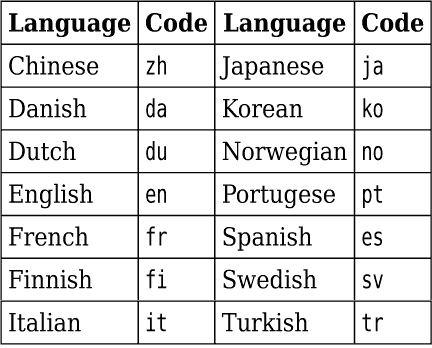 Language Code Language Code
Chinese zh Japanese ja
Danish da Korean ko
Dutch du Norwegian no
English en Portugese pt
French fr Spanish es
Finnish fi Swedish sv
Italian it Turkish tr